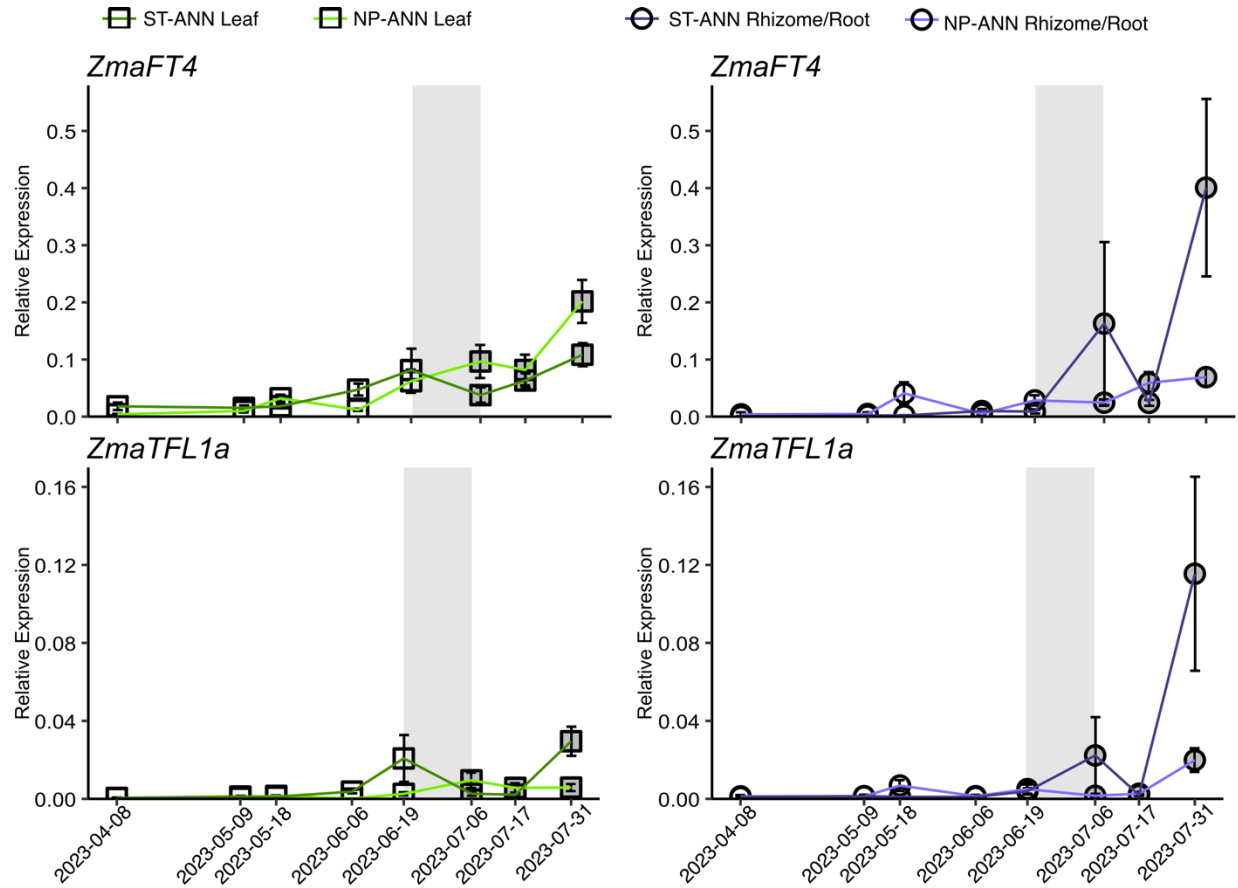 ST-ANN Leaf NP-ANN Leaf ST-ANN Rhizome/Root NP-ANN Rhizome/Root
ZmaFT4 ZmaFT4
Relative Expression
0.5
0.4
0.3
0.2
0.1
0.0
Relative Expression
0.5
0.4
0.3
0.2
0.1
0.0
ZmaTFL1a ZmaTFL1a
Relative Expression
0.16
0.12
0.08
0.04
0.00
Relative Expression
0.16
0.12
0.08
0.04
0.00
2023-04-08 2023-05-09 2023-05-18 2023-06-06 2023-06-19 2023-07-06 2023-07-17 2023-07-31
2023-04-08 2023-05-09 2023-05-18 2023-06-06 2023-06-19 2023-07-06 2023-07-17 2023-07-31